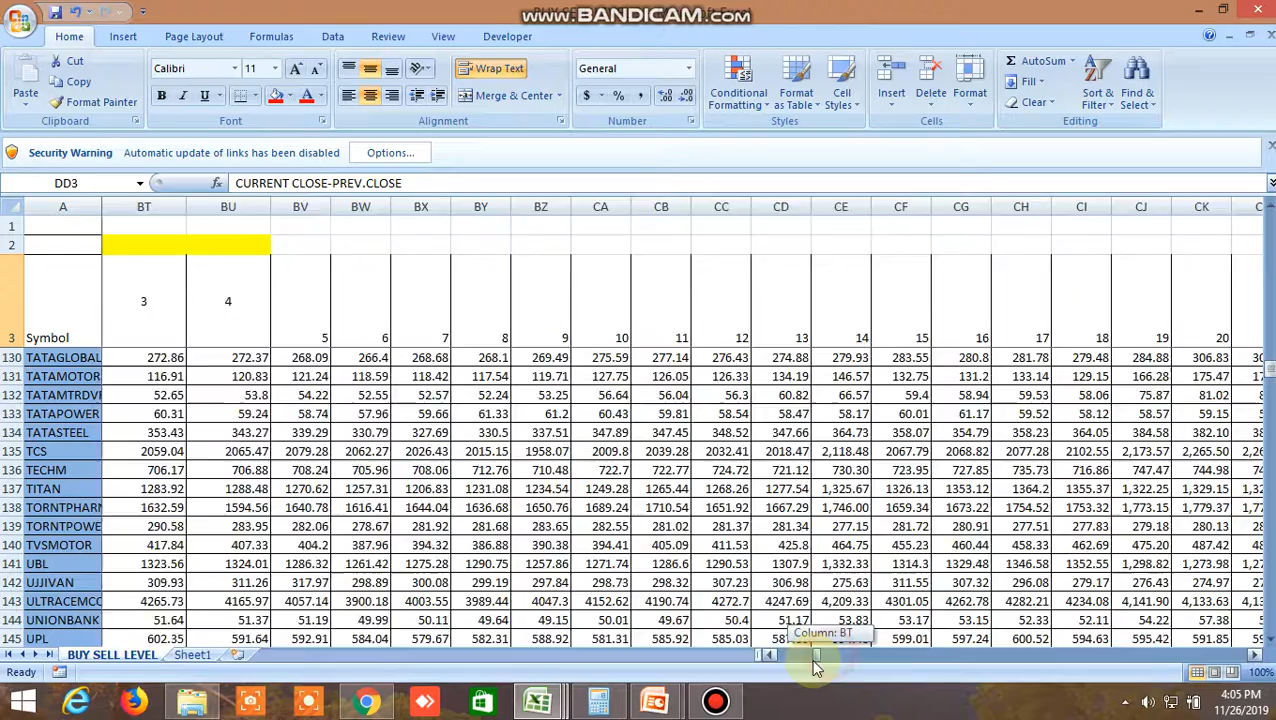 www.BANDICAM.com
Home Insert Page Layout Formulas Data Review View Developer
Paste Cut Copy Format Painter Clipboard
Calibri 11 Font
Wrap Text Merge & Center Alignment
General $ % , Number
Conditional Formatting Format as Table Cell Styles Styles
Insert Delete Format Cells
AutoSum Fill Clear Sort & Filter Find & Select Editing
Security Warning Automatic update of links has been disabled Options...
DD3 fx CURRENT CLOSE-PREV.CLOSE
A BT BU BV BW BX BY BZ CA CB CC CD CE CF CG CH CI CJ CK
1
2
3 Symbol 3 4 5 6 7 8 9 10 11 12 13 14 15 16 17 18 19 20
130 TATAGLOBAL 272.86 272.37 268.09 266.4 268.68 268.1 269.49 275.59 277.14 276.43 274.88 279.93 283.55 280.8 281.78 279.48 284.88 306.83
131 TATAMOTOR 116.91 120.83 121.24 118.59 118.42 117.54 119.71 127.75 126.05 126.33 134.19 146.57 132.75 131.2 133.14 129.15 166.28 175.47
132 TATAMTRDV 52.65 53.8 54.22 52.55 52.57 52.24 53.25 56.64 56.04 56.3 60.82 66.57 59.4 58.94 59.53 58.06 75.87 81.02
133 TATAPOWER 60.31 59.24 58.74 57.96 59.66 61.33 61.2 60.43 59.81 58.54 58.47 58.17 60.01 61.17 59.52 58.12 58.57 59.15
134 TATASTEEL 353.43 343.27 339.29 330.79 327.69 330.5 337.51 347.89 347.45 348.52 347.66 364.73 358.07 354.79 358.23 364.05 384.58 382.10
135 TCS 2059.04 2065.47 2079.28 2062.27 2026.43 2015.15 1958.07 2009.8 2039.28 2032.41 2018.47 2,118.48 2067.97 2068.82 2077.28 2102.55 2,173.57 2,265.50
136 TECHM 706.17 706.88 708.24 705.96 708.06 712.76 710.48 722.7 722.77 724.72 721.12 730.30 723.95 727.85 735.73 716.86 747.47 744.98
137 TITAN 1283.92 1288.48 1270.62 1257.31 1206.83 1231.08 1234.54 1249.28 1265.44 1268.26 1277.54 1,325.67 1326.13 1353.12 1364.2 1355.37 1,322.25 1,329.15
138 TORNTPHARM 1632.59 1594.56 1640.78 1616.41 1644.04 1636.68 1650.76 1689.24 1710.54 1651.92 1667.29 1,746.00 1659.34 1673.22 1754.52 1761.33 1,773.15 1,779.37
139 TORNTPOWE 290.58 283.95 282.06 278.67 281.92 281.08 283.65 282.55 281.02 281.37 281.34 277.15 281.72 280.91 277.51 277.83 279.18 280.13
140 TVSMOTOR 417.84 407.33 404.2 387.96 394.32 386.88 390.38 394.41 405.09 411.53 425.8 464.75 455.22 460.44 458.33 462.69 475.20 487.42
141 UBL 1323.56 1324.01 1286.32 1261.42 1275.28 1290.75 1257.86 1271.74 1286.6 1290.53 1307.9 1,332.33 1314.3 1329.48 1346.58 1352.49 1,298.82 1,273.98
142 UJJIVAN 309.93 311.26 317.97 298.89 300.08 299.19 297.84 298.73 298.32 307.23 306.98 275.63 311.55 307.32 296.08 279.17 276.24 274.97
143 ULTRACEMCO 4265.73 4165.97 4057.14 3900.18 4003.55 3989.44 4047.3 4152.62 4190.74 4272.7 4247.69 4,209.33 4301.05 4262.78 4282.21 4234.08 4,141.90 4,133.63
144 UNIONBANK 51.64 51.37 51.19 49.99 50.11 49.98 49.15 50.01 49.67 50.4 51.17 53.83 53.17 52.15 52.33 52.11 54.22 57.38
145 UPL 602.35 591.64 592.91 584.04 579.67 582.31 588.92 581.31 585.92 585.03 599.01 597.24 600.52 594.63 595.42 591.85
Column: BT
BUY SELL LEVEL Sheet1
Ready 100%
4:05 PM
11/26/2019